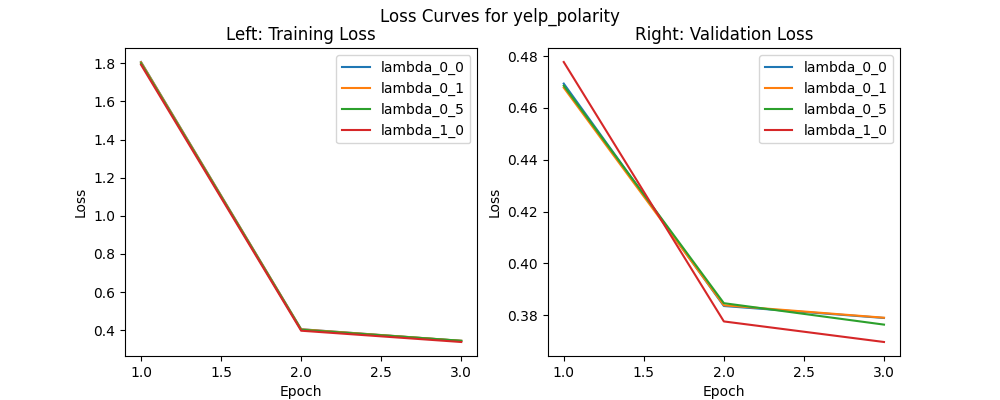 Loss Curves for yelp_polarity
Left: Training Loss
Loss
1.8
1.6
1.4
1.2
1.0
0.8
0.6
0.4
1.0
1.5
2.0
2.5
3.0
Epoch
lambda_0_0
lambda_0_1
lambda_0_5
lambda_1_0
Right: Validation Loss
Loss
0.48
0.46
0.44
0.42
0.40
0.38
1.0
1.5
2.0
2.5
3.0
Epoch
lambda_0_0
lambda_0_1
lambda_0_5
lambda_1_0